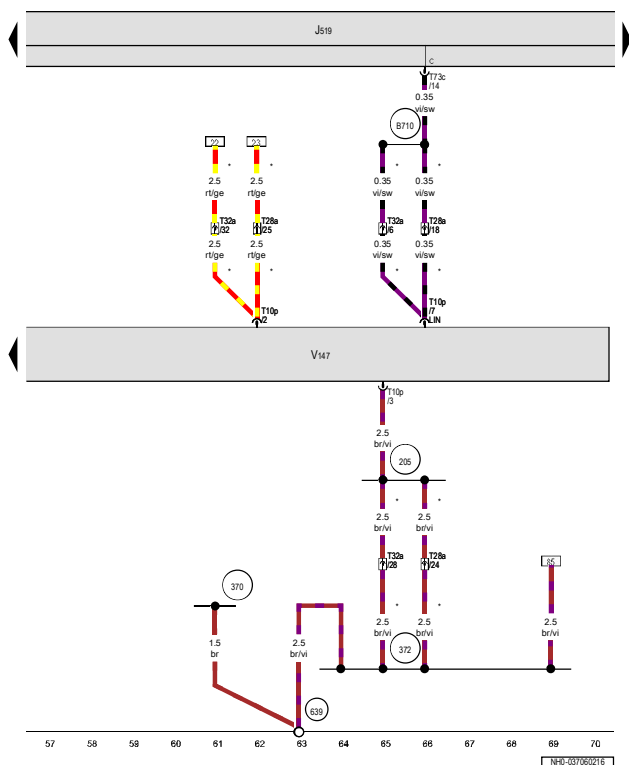 J519
C
T73c
/14
0.35
vi/sw
B710
22 23
* * * *
2.5 2.5 0.35 0.35
rt/ge rt/ge vi/sw vi/sw
T32a T28a T32a T28a
/32 /25 /6 /18
2.5 2.5 0.35 0.35
rt/ge rt/ge vi/sw vi/sw
* * * *
T10p T10p
/2 /7
LIN
V147
T10p
/3
2.5
br/vi
205
* *
2.5 2.5
br/vi br/vi
T32a T28a 85
/28 /24
370
* *
1.5 2.5 2.5 2.5 2.5
br br/vi br/vi br/vi br/vi
372
639
57 58 59 60 61 62 63 64 65 66 67 68 69 70
NH0-037060216